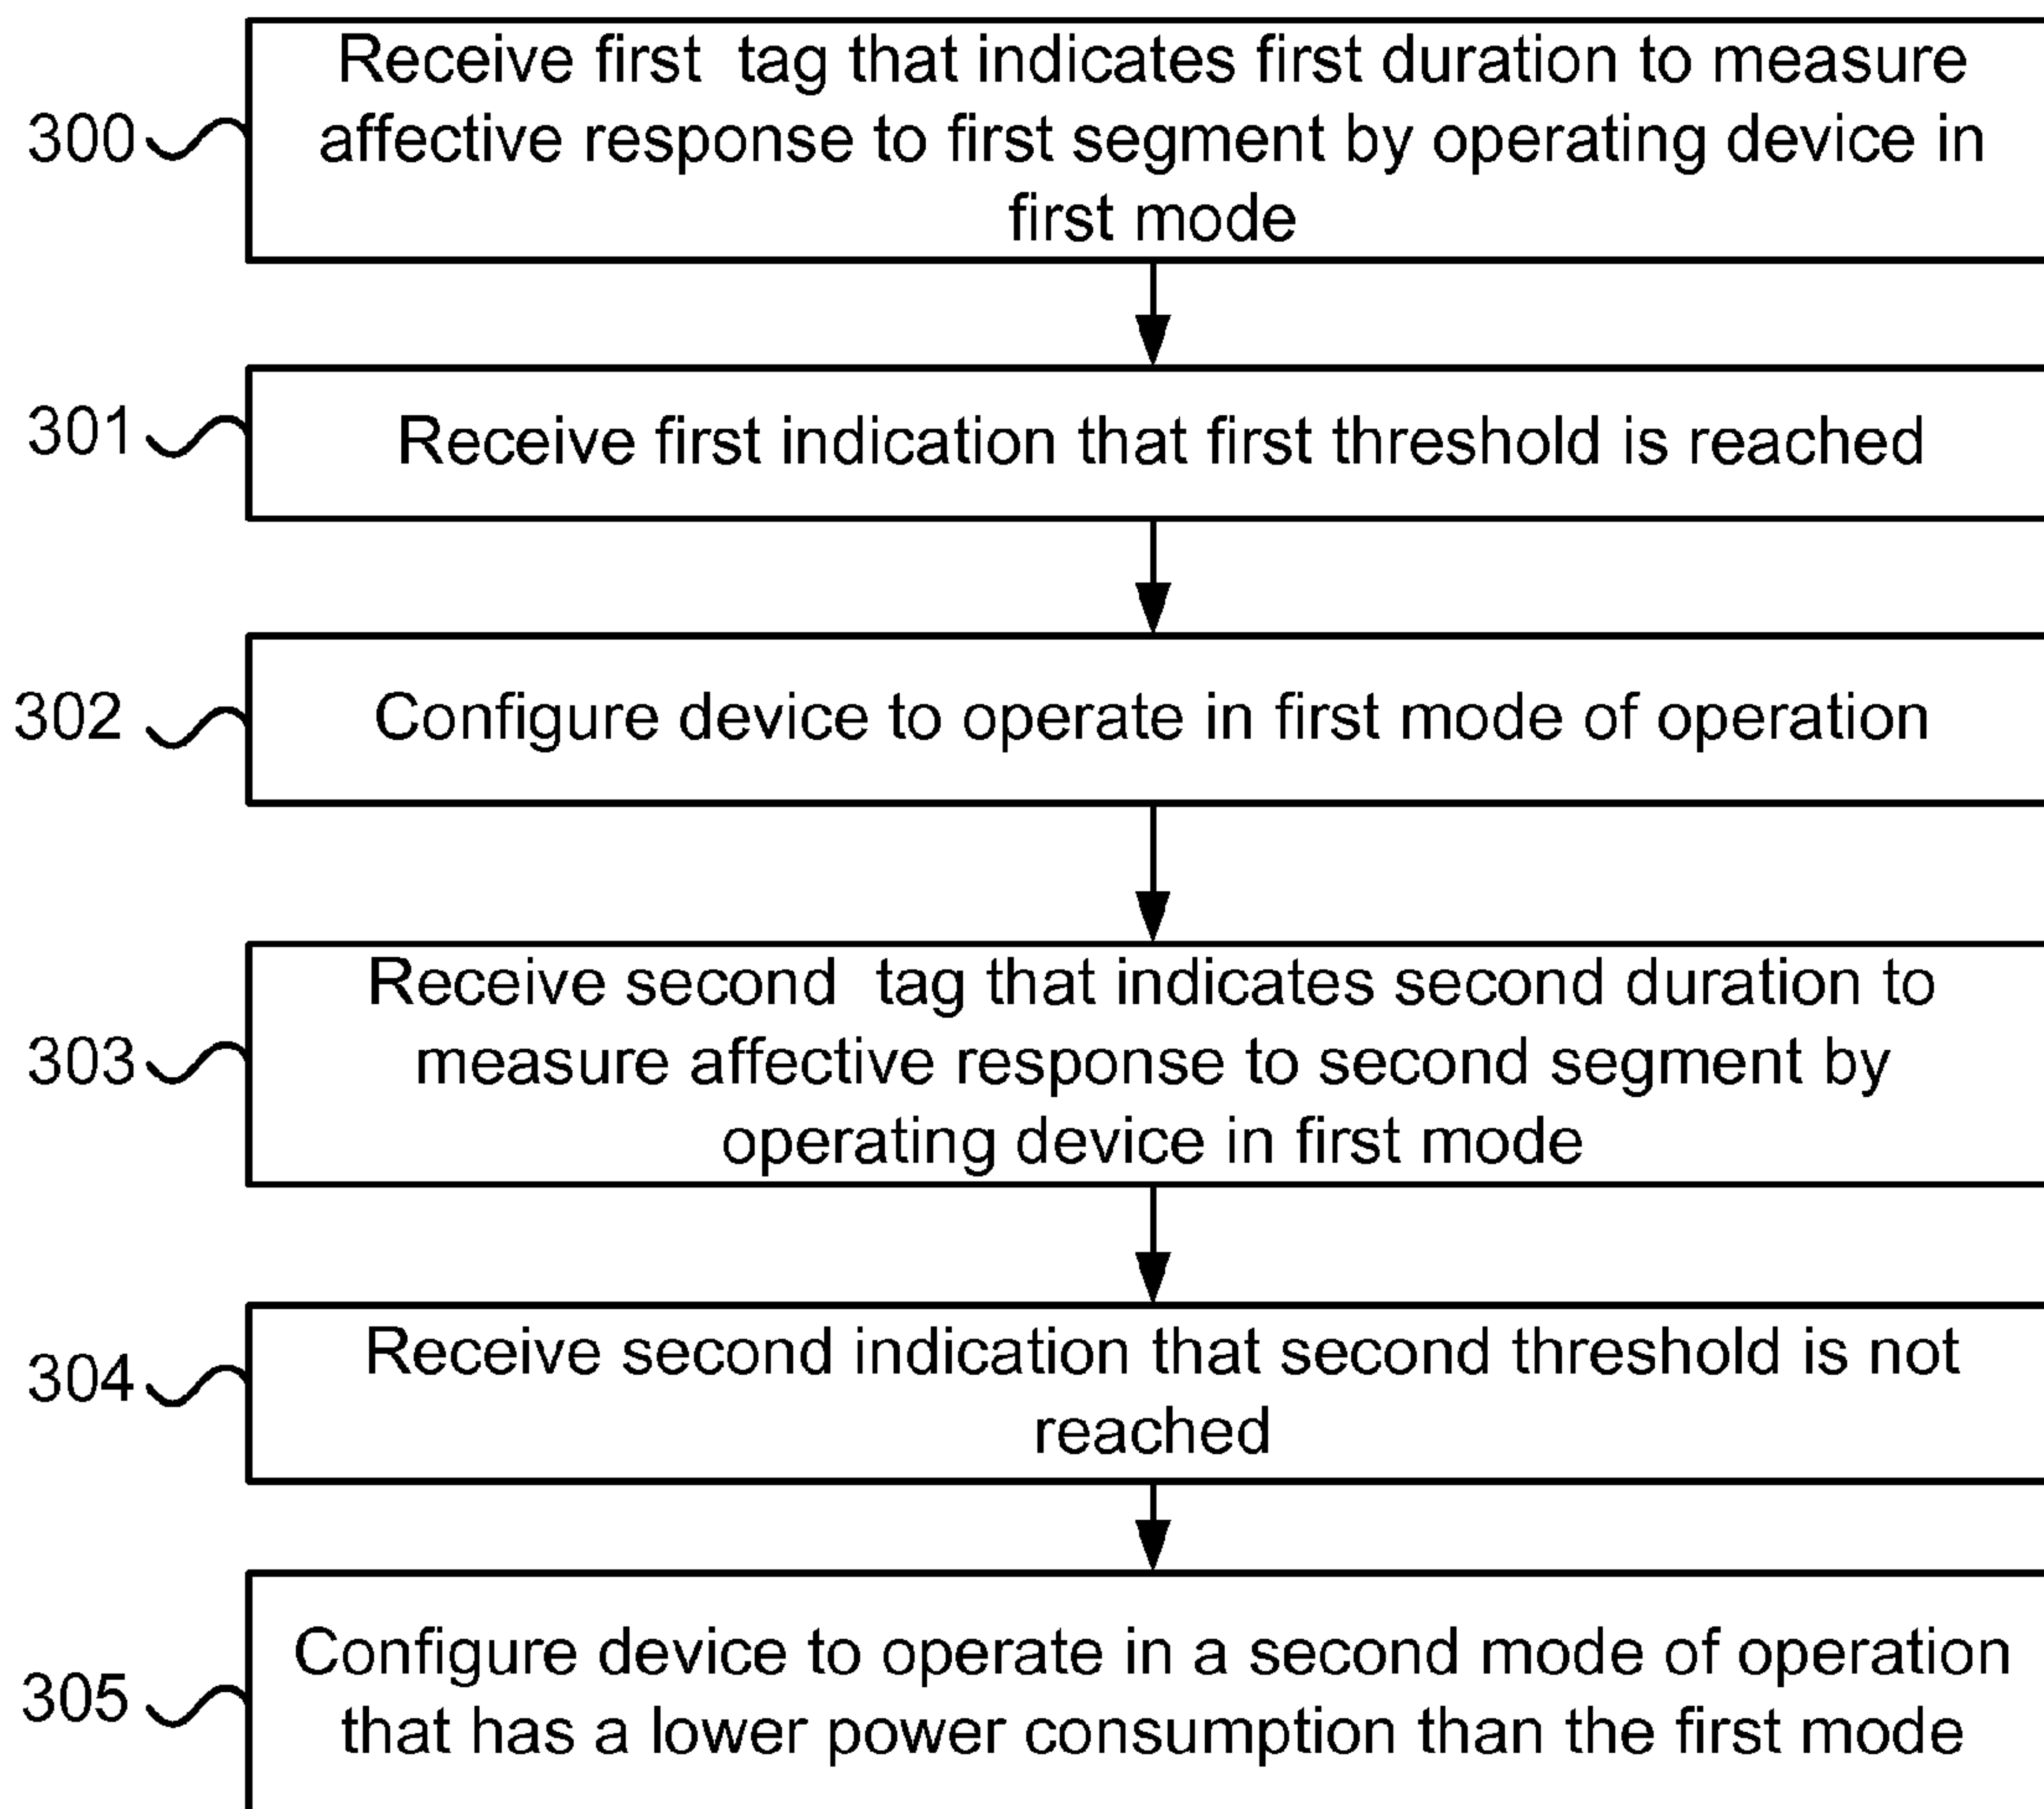 Receive first tag that indicates first duration to measure
affective response to first segment by operating device in
first mode
300
301
Receive first indication that first threshold is reached
302
Configure device to operate in first mode of operation
Receive second tag that indicates second duration to
measure affective response to second segment by
operating device in first mode
303
Receive second indication that second threshold is not
reached
304
Configure device to operate in a second mode of operation
that has a lower power consumption than the first mode
305